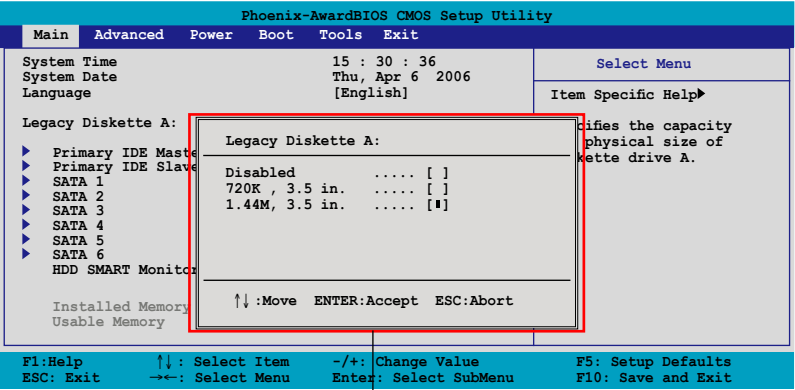 Phoenix-AwardBIOS CMOS Setup Utility
Main Advanced Power Boot Tools Exit
System Time 15 : 30 : 36
System Date Thu, Apr 6 2006
Language [English]
Legacy Diskette A:
Primary IDE Maste
Primary IDE Slave
SATA 1
SATA 2
SATA 3
SATA 4
SATA 5
SATA 6
HDD SMART Monitor
Installed Memory
Usable Memory
Legacy Diskette A:
Disabled ..... [ ]
720K , 3.5 in. ..... [ ]
1.44M, 3.5 in. ..... [▮]
↑↓ :Move ENTER:Accept ESC:Abort
Select Menu
Item Specific Help▶
cifies the capacity
physical size of
kette drive A.
F1:Help ↑↓ : Select Item -/+: Change Value F5: Setup Defaults
ESC: Exit →←: Select Menu Enter: Select SubMenu F10: Save and Exit